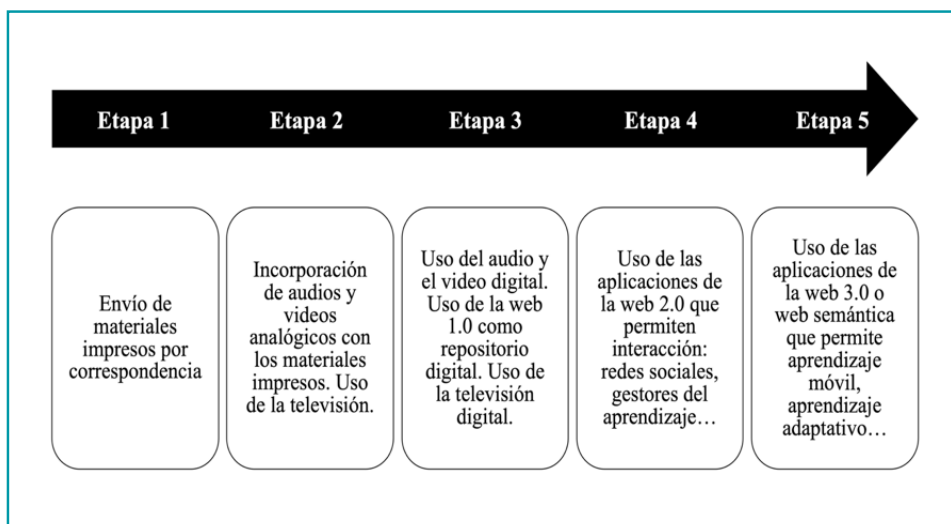 Etapa 1
Etapa 2
Etapa 3
Etapa 4
Etapa 5
Envío de
materiales
impresos por
correspondencia
Incorporación
de audios y
videos
analógicos con
los materiales
impresos. Uso
de la televisión.
Uso del audio y
el video digital.
Uso de la web
1.0 como
repositorio
digital. Uso de
la televisión
digital.
Uso de las
aplicaciones de
la web 2.0 que
permiten
interacción:
redes sociales,
gestores del
aprendizaje…
Uso de las
aplicaciones de
la web 3.0 o
web semántica
que permite
aprendizaje
móvil,
aprendizaje
adaptativo…